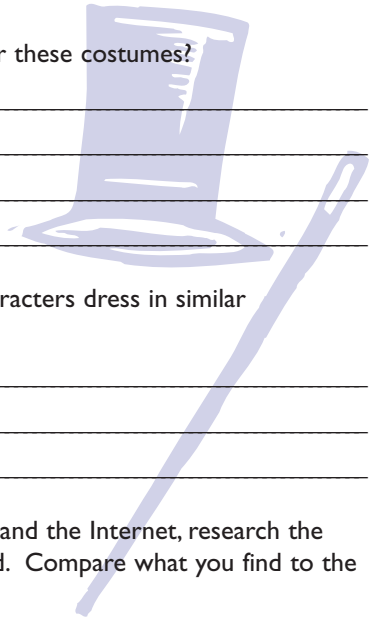 r these costumes?
racters dress in similar
and the Internet, research the
d.  Compare what you find to the